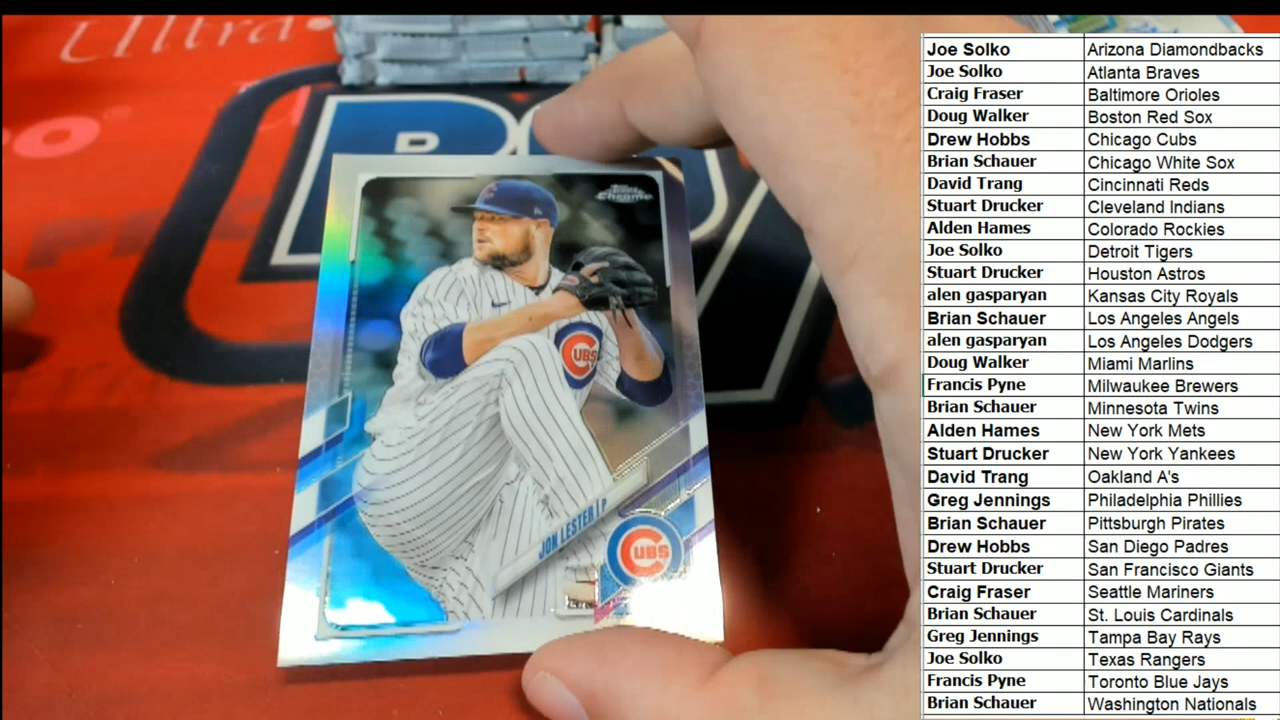 Ultra
Topps
Chrome
CUBS
JON LESTER | P
CUBS
Joe Solko Arizona Diamondbacks
Joe Solko Atlanta Braves
Craig Fraser Baltimore Orioles
Doug Walker Boston Red Sox
Drew Hobbs Chicago Cubs
Brian Schauer Chicago White Sox
David Trang Cincinnati Reds
Stuart Drucker Cleveland Indians
Alden Hames Colorado Rockies
Joe Solko Detroit Tigers
Stuart Drucker Houston Astros
alen gasparyan Kansas City Royals
Brian Schauer Los Angeles Angels
alen gasparyan Los Angeles Dodgers
Doug Walker Miami Marlins
Francis Pyne Milwaukee Brewers
Brian Schauer Minnesota Twins
Alden Hames New York Mets
Stuart Drucker New York Yankees
David Trang Oakland A's
Greg Jennings Philadelphia Phillies
Brian Schauer Pittsburgh Pirates
Drew Hobbs San Diego Padres
Stuart Drucker San Francisco Giants
Craig Fraser Seattle Mariners
Brian Schauer St. Louis Cardinals
Greg Jennings Tampa Bay Rays
Joe Solko Texas Rangers
Francis Pyne Toronto Blue Jays
Brian Schauer Washington Nationals